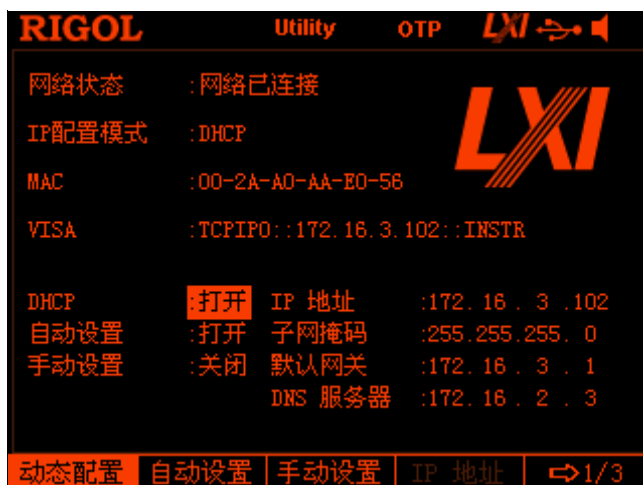 RIGOL Utility OTP LXI
网络状态 :网络已连接
LXI
IP配置模式 :DHCP
MAC :00-2A-A0-AA-E0-56
VISA :TCPIP0::172.16.3.102::INSTR
DHCP :打开 IP 地址 :172. 16 . 3 .102
自动设置 :打开 子网掩码 :255.255.255. 0
手动设置 :关闭 默认网关 :172. 16 . 3 . 1
DNS 服务器 :172. 16 . 2 . 3
动态配置 自动设置 手动设置 IP 地址 ⇨1/3